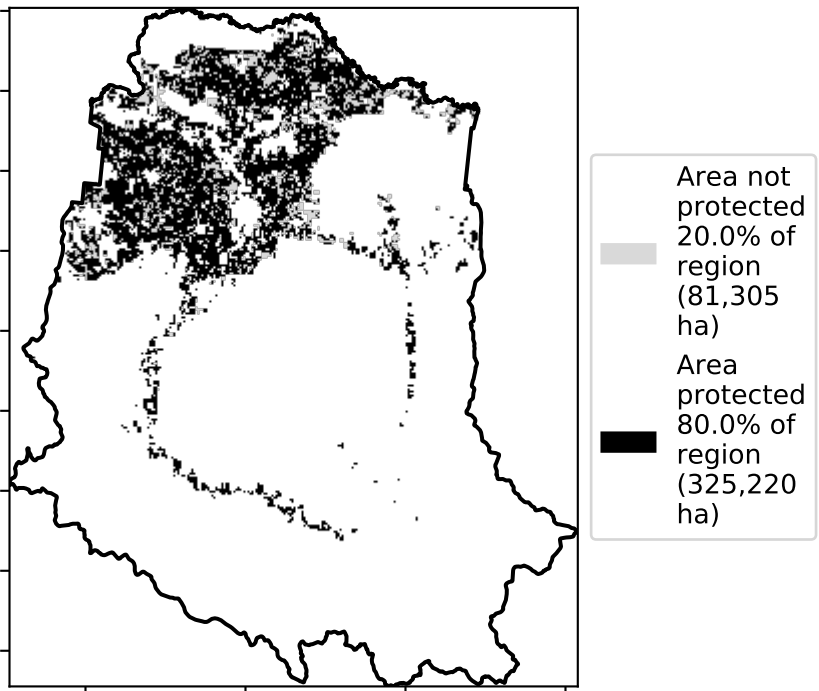 Area not
protected
20.0% of
region
(81,305
ha)
Area
protected
80.0% of
region
(325,220
ha)